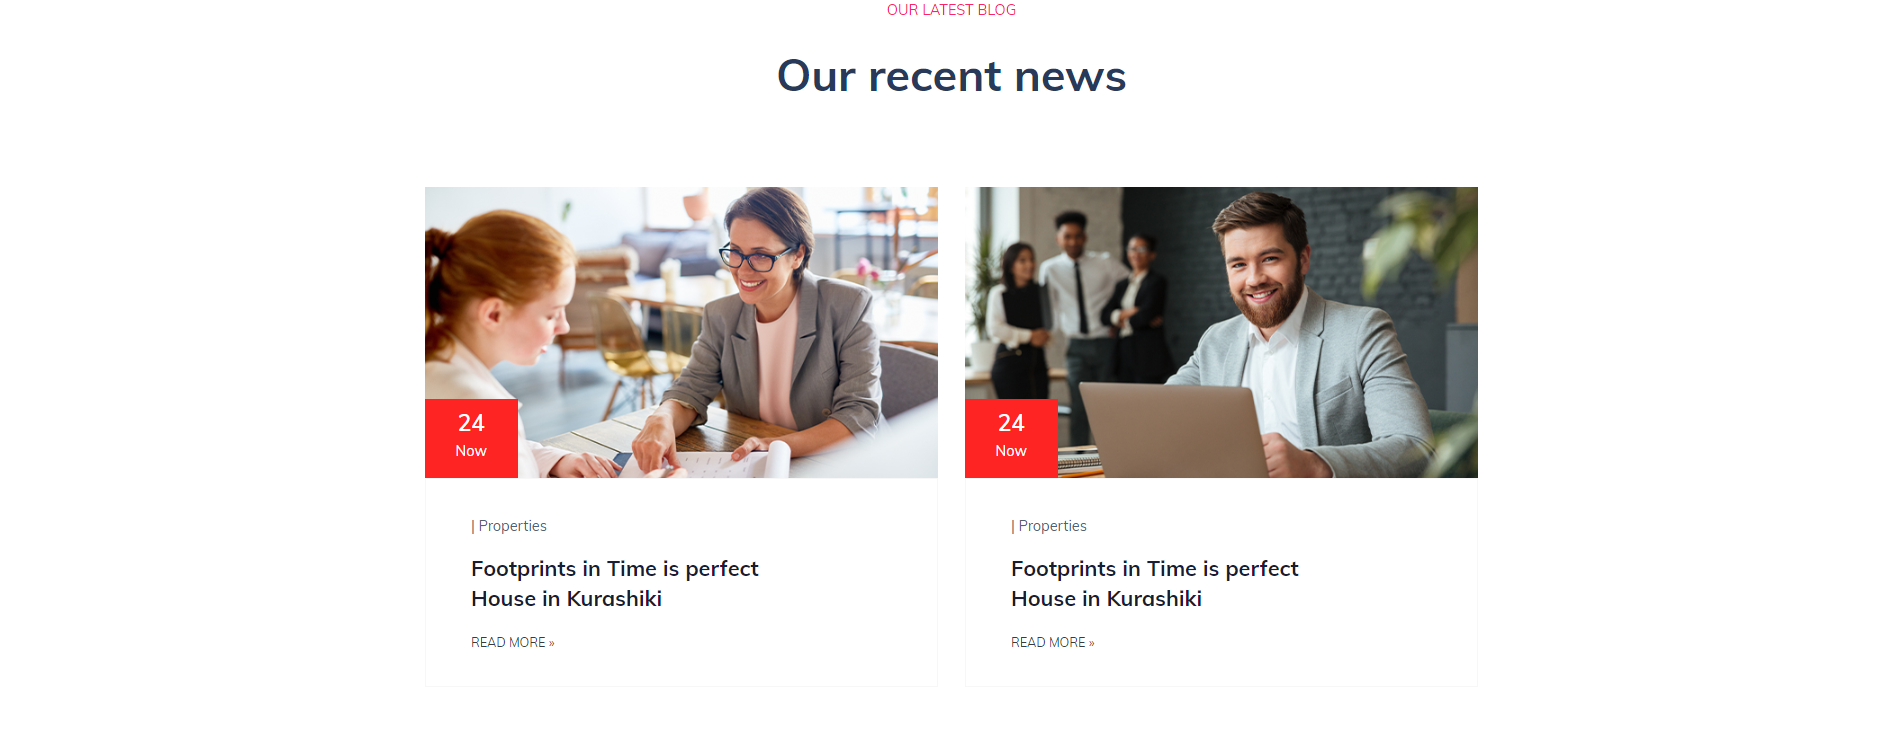 OUR LATEST BLOG
Our recent news
24
Now
| Properties
Footprints in Time is perfect
House in Kurashiki
READ MORE »
24
Now
| Properties
Footprints in Time is perfect
House in Kurashiki
READ MORE »